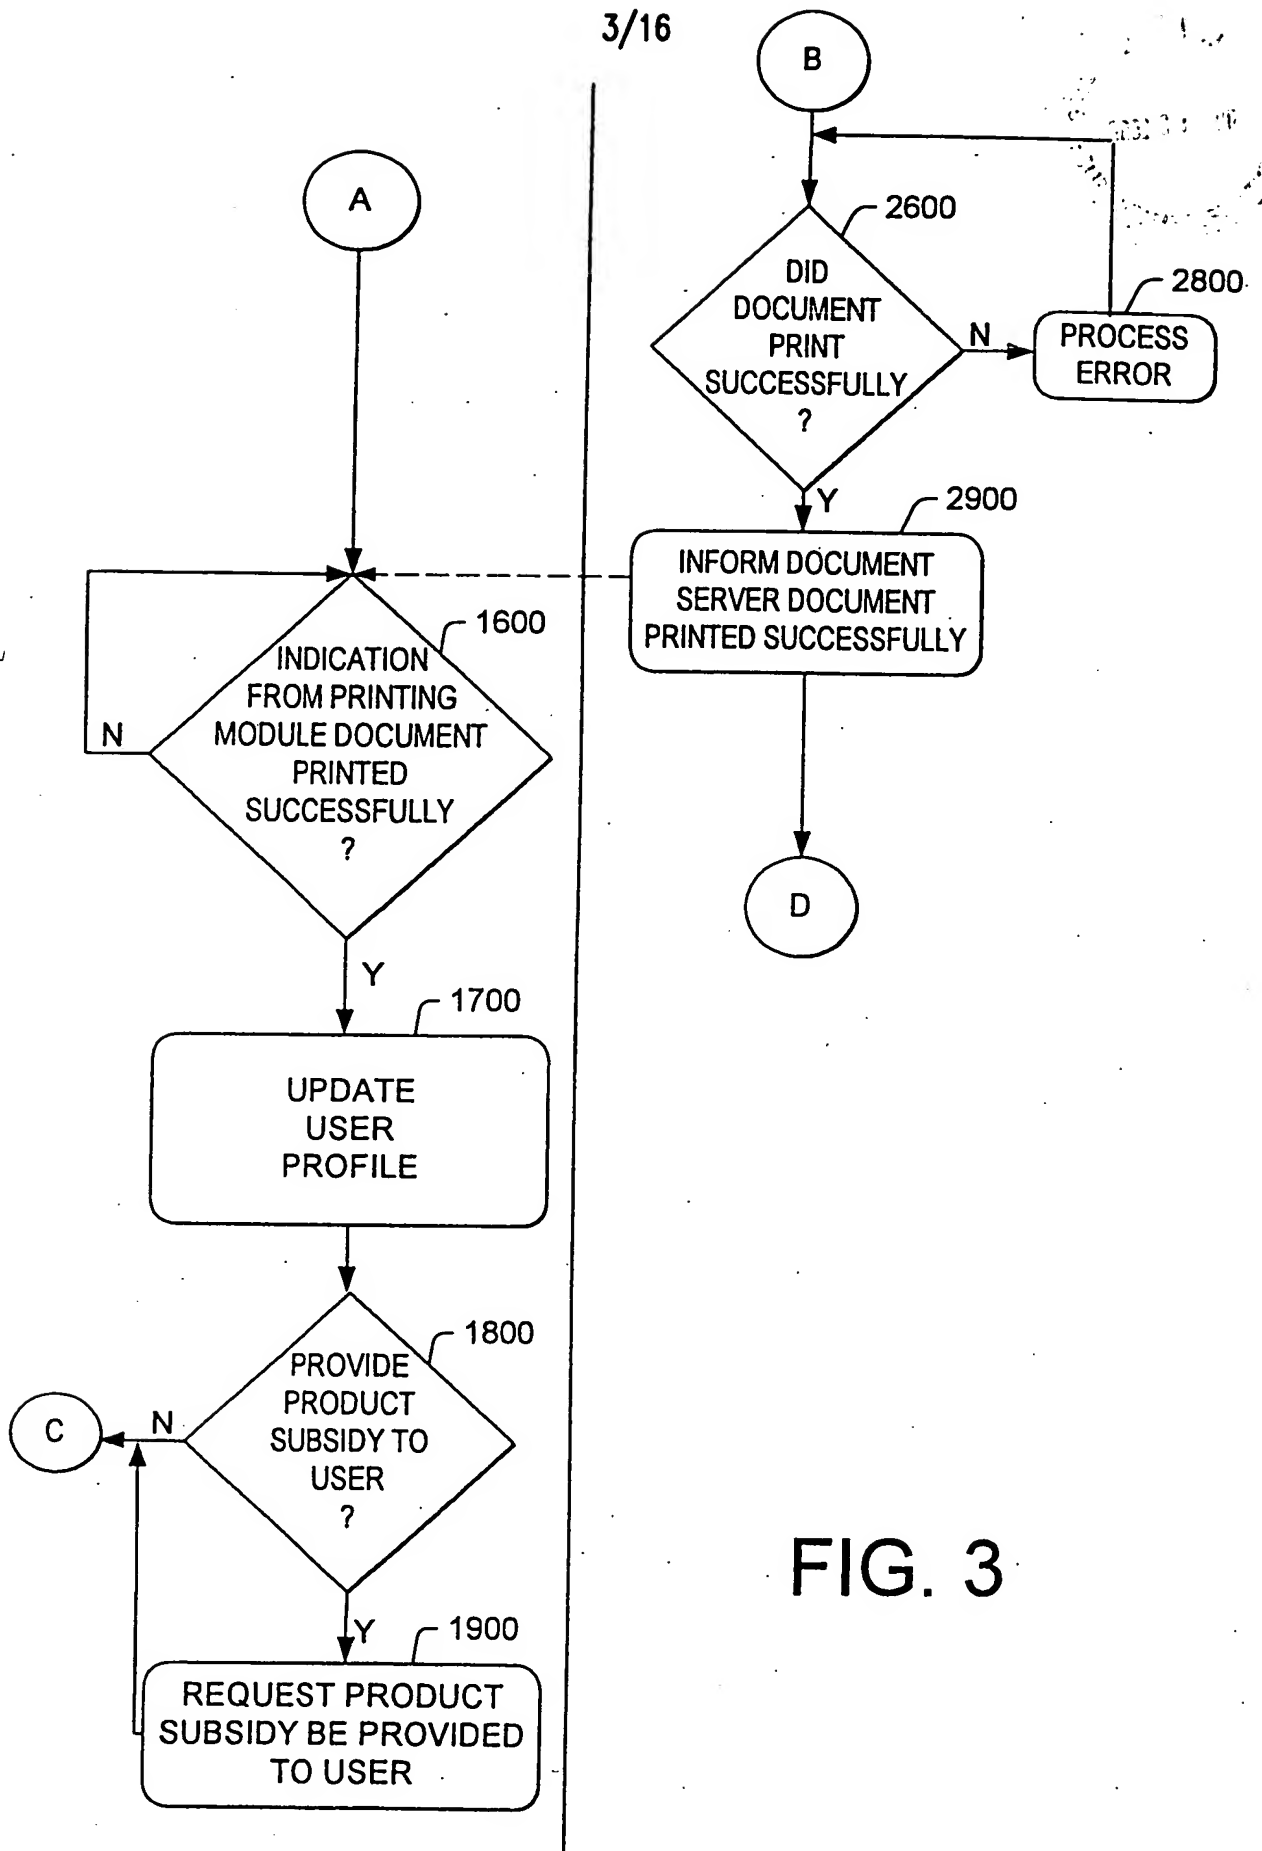 3/16
B
A
2600
DID
DOCUMENT
PRINT
SUCCESSFULLY
?
N
2800
PROCESS
ERROR
Y
2900
INFORM DOCUMENT
SERVER DOCUMENT
PRINTED SUCCESSFULLY
D
1600
INDICATION
FROM PRINTING
MODULE DOCUMENT
PRINTED
SUCCESSFULLY
?
N
Y
1700
UPDATE
USER
PROFILE
1800
PROVIDE
PRODUCT
SUBSIDY TO
USER
?
N
C
Y
1900
REQUEST PRODUCT
SUBSIDY BE PROVIDED
TO USER
FIG. 3